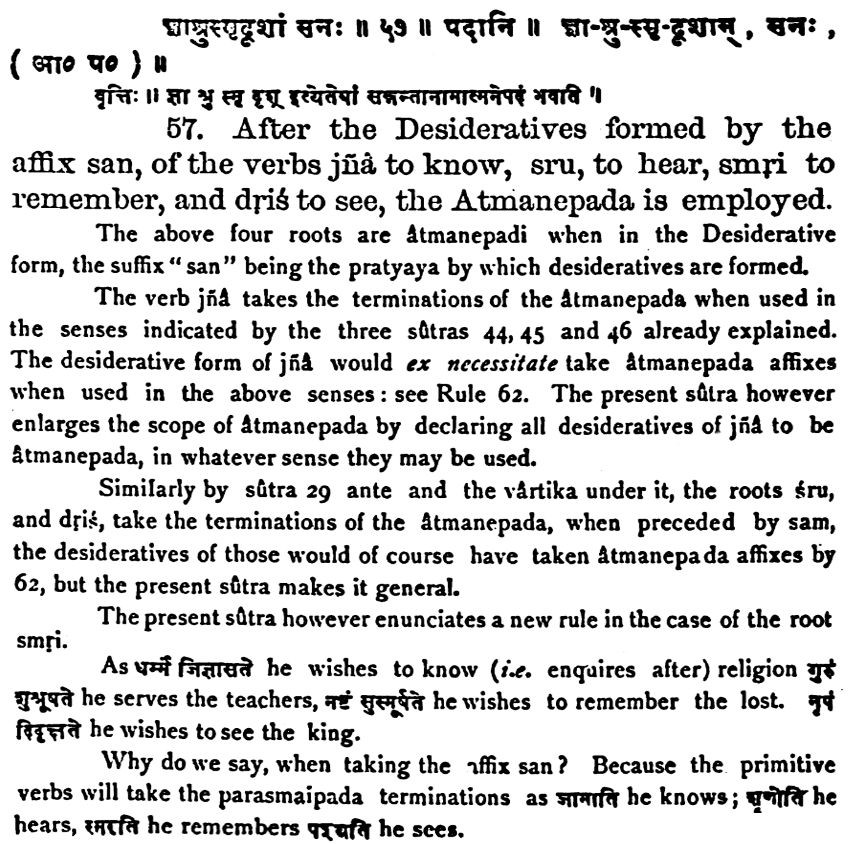 ज्ञाश्रुस्मृदृशां सनः ॥ ५७ ॥ पदानि ॥ ज्ञा-श्रु-स्मृ-दृशाम् , सनः ,
( आ० प० ) ॥
वृत्तिः ॥ ज्ञा श्रु स्मृ दृश् इत्येतेषां सन्नन्तानामात्मनेपदं भवति ॥
57. After the Desideratives formed by the
affix san, of the verbs jñâ to know, sru, to hear, smṛi to
remember, and dṛiś to see, the Atmanepada is employed.
The above four roots are âtmanepadi when in the Desiderative
form, the suffix “ san ” being the pratyaya by which desideratives are formed.
The verb jñâ takes the terminations of the âtmanepada when used in
the senses indicated by the three sûtras 44, 45 and 46 already explained.
The desiderative form of jñâ would ex necessitate take âtmanepada affixes
when used in the above senses : see Rule 62. The present sûtra however
enlarges the scope of âtmanepada by declaring all desideratives of jñâ to be
âtmanepada, in whatever sense they may be used.
Similarly by sûtra 29 ante and the vârtika under it, the roots śru,
and dṛiś, take the terminations of the âtmanepada, when preceded by sam,
the desideratives of those would of course have taken âtmanepada affixes by
62, but the present sûtra makes it general.
The present sûtra however enunciates a new rule in the case of the root
smṛi.
As धर्म्मं जिज्ञासते he wishes to know (i.e. enquires after) religion गुरुं
शुश्रूषते he serves the teachers, नष्टं सुस्मूर्षते he wishes to remember the lost. नृपं
दिदृक्षते he wishes to see the king.
Why do we say, when taking the affix san ? Because the primitive
verbs will take the parasmaipada terminations as जानाति he knows ; शृणोति he
hears, स्मरति he remembers पश्यति he sees.